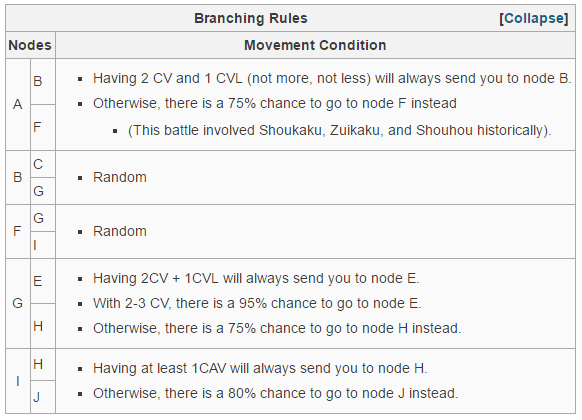 Branching Rules [Collapse]
Nodes Movement Condition
A
B
F
Having 2 CV and 1 CVL (not more, not less) will always send you to node B.
Otherwise, there is a 75% chance to go to node F instead
(This battle involved Shoukaku, Zuikaku, and Shouhou historically).
B
C
G
Random
F
G
I
Random
G
E
H
Having 2CV + 1CVL will always send you to node E.
With 2-3 CV, there is a 95% chance to go to node E.
Otherwise, there is a 75% chance to go to node H instead.
I
H
J
Having at least 1CAV will always send you to node H.
Otherwise, there is a 80% chance to go to node J instead.